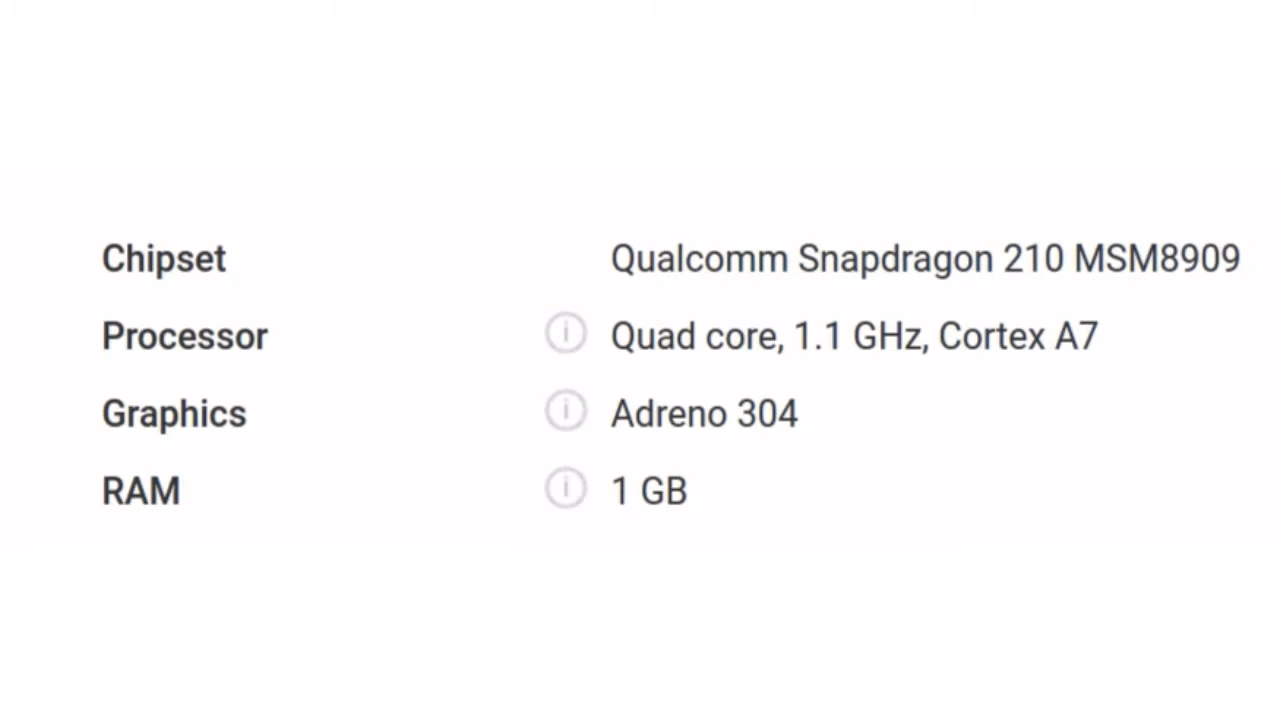 Chipset Qualcomm Snapdragon 210 MSM8909
Processor Quad core, 1.1 GHz, Cortex A7
Graphics Adreno 304
RAM 1 GB